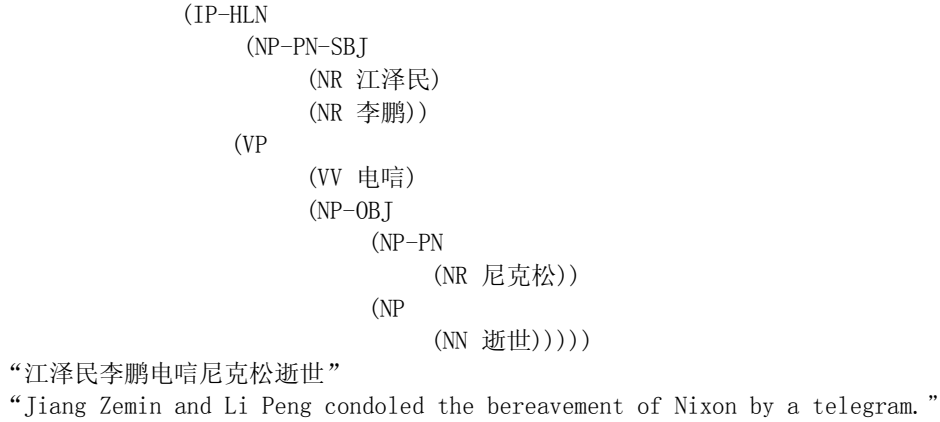 (IP-HLN
(NP-PN-SBJ
(NR 江泽民)
(NR 李鹏))
(VP
(VV 电唁)
(NP-OBJ
(NP-PN
(NR 尼克松))
(NP
(NN 逝世)))))
“江泽民李鹏电唁尼克松逝世”
“Jiang Zemin and Li Peng condoled the bereavement of Nixon by a telegram.”